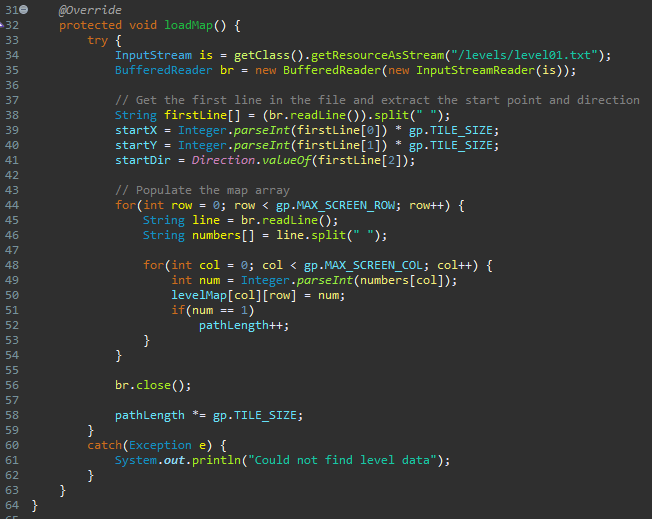 31 @Override
32 protected void loadMap() {
33 try {
34 InputStream is = getClass().getResourceAsStream("/levels/level01.txt");
35 BufferedReader br = new BufferedReader(new InputStreamReader(is));
36
37 // Get the first line in the file and extract the start point and direction
38 String firstLine[] = (br.readLine()).split(" ");
39 startX = Integer.parseInt(firstLine[0]) * gp.TILE_SIZE;
40 startY = Integer.parseInt(firstLine[1]) * gp.TILE_SIZE;
41 startDir = Direction.valueOf(firstLine[2]);
42
43 // Populate the map array
44 for(int row = 0; row < gp.MAX_SCREEN_ROW; row++) {
45 String line = br.readLine();
46 String numbers[] = line.split(" ");
47
48 for(int col = 0; col < gp.MAX_SCREEN_COL; col++) {
49 int num = Integer.parseInt(numbers[col]);
50 levelMap[col][row] = num;
51 if(num == 1)
52 pathLength++;
53 }
54 }
55
56 br.close();
57
58 pathLength *= gp.TILE_SIZE;
59 }
60 catch(Exception e) {
61 System.out.println("Could not find level data");
62 }
63 }
64 }